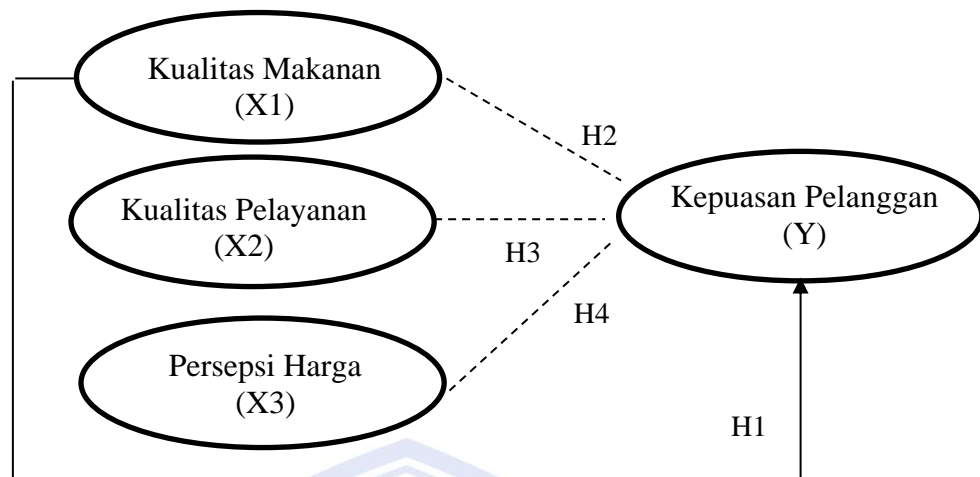 Kualitas Makanan
(X1)
H2
Kualitas Pelayanan
(X2)
Kepuasan Pelanggan
(Y)
H3
H4
Persepsi Harga
(X3)
H1